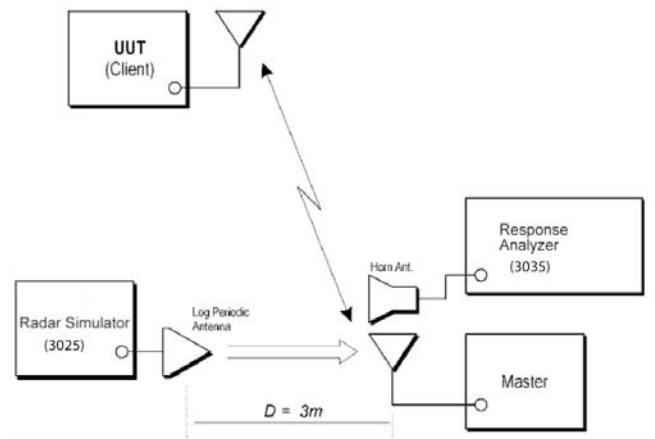 UUT
(Client)
Response
Analyzer
(3035)
Horn Ant.
Log Periodic
Antenna
Radar Simulator
(3025)
Master
D = 3m